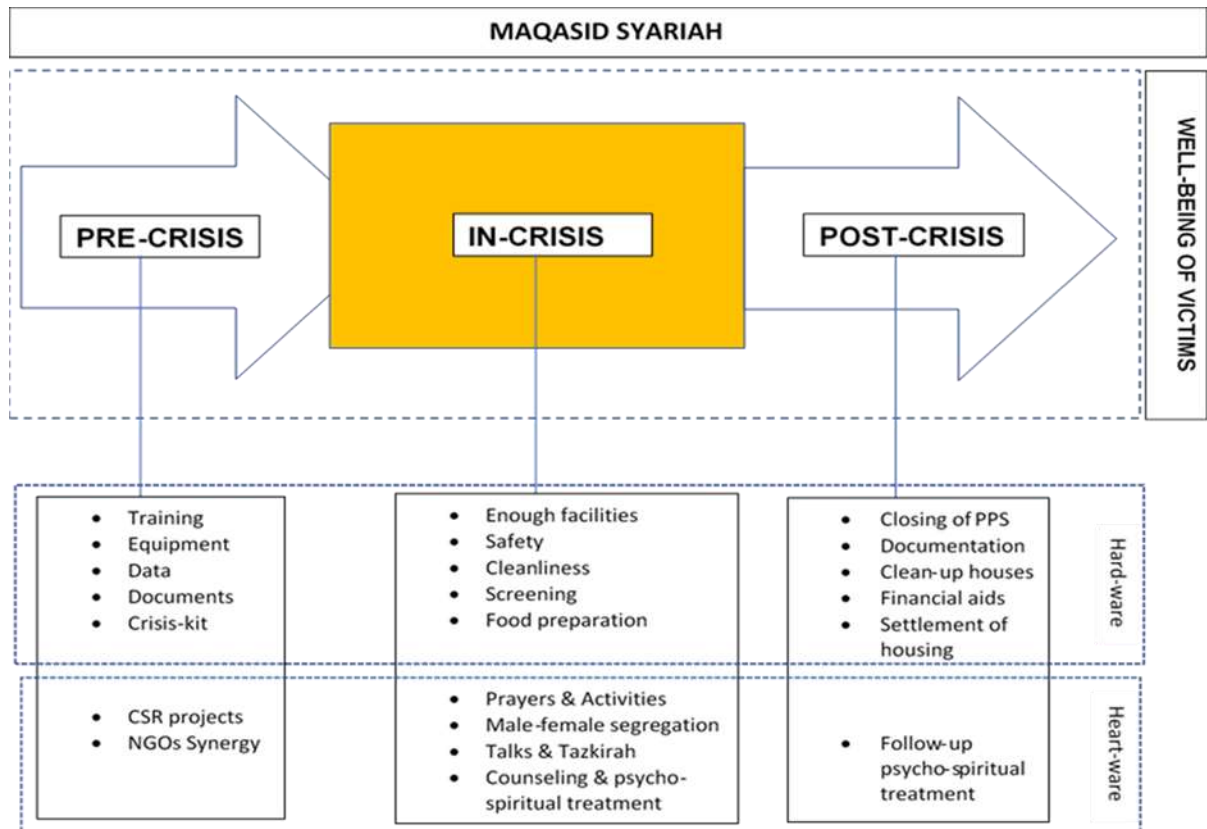 MAQASID SYARIAH
WELL-BEING OF VICTIMS
PRE-CRISIS
IN-CRISIS
POST-CRISIS
• Training
• Equipment
• Data
• Documents
• Crisis-kit
• CSR projects
• NGOs Synergy
• Enough facilities
• Safety
• Cleanliness
• Screening
• Food preparation
• Prayers & Activities
• Male-female segregation
• Talks & Tazkirah
• Counseling & psycho-
spiritual treatment
• Closing of PPS
• Documentation
• Clean-up houses
• Financial aids
• Settlement of
housing
• Follow-up
psycho-spiritual
treatment
Hard-ware
Heart-ware